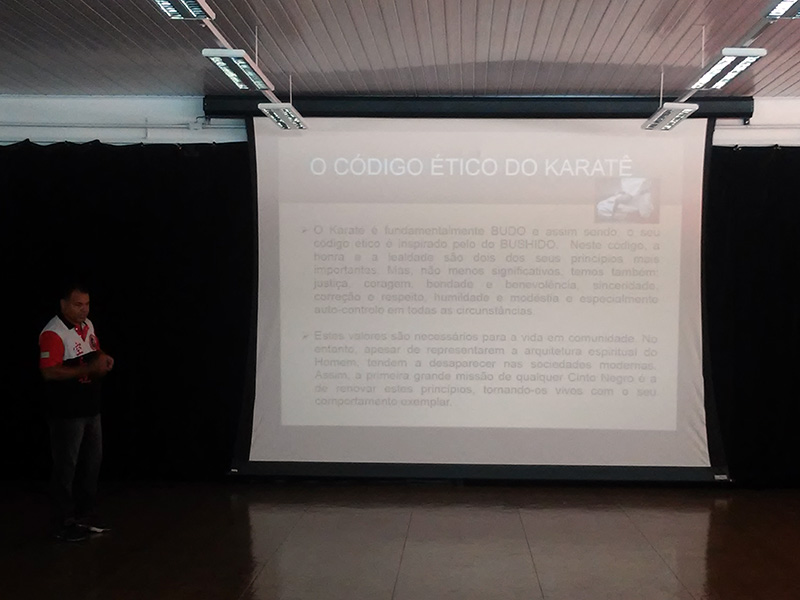 O CÓDIGO ÉTICO DO KARATÊ
O Karate é fundamentalmente BUDO e assim sendo, o seu
código ético é inspirado pelo do BUSHIDO. Neste código, a
honra e a lealdade são dois dos seus princípios mais
importantes. Mas, não menos significativos, temos também:
justiça, coragem, bondade e benevolência, sinceridade,
correção e respeito, humildade e modéstia e especialmente
auto-controlo em todas as circunstâncias.
Estes valores são necessários para a vida em comunidade. No
entanto, apesar de representarem a arquitetura espiritual do
Homem, tendem a desaparecer nas sociedades modernas.
Assim, a primeira grande missão de qualquer Cinto Negro é a
de renovar estes princípios, tornando-os vivos com o seu
comportamento exemplar.